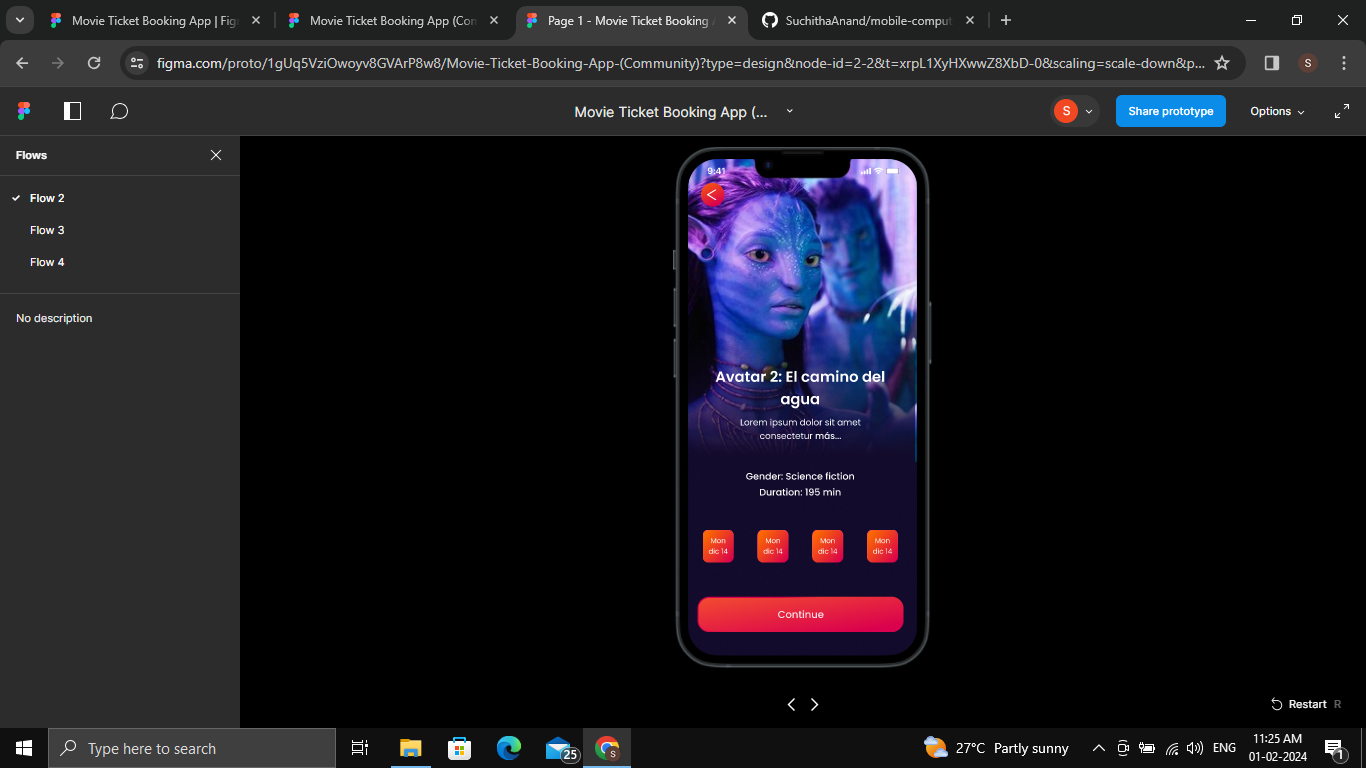 Movie Ticket Booking App | Fig
Movie Ticket Booking App (Con
Page 1 - Movie Ticket Booking
SuchithaAnand/mobile-comput
figma.com/proto/1gUq5VziOwoyv8GVArP8w8/Movie-Ticket-Booking-App-(Community)?type=design&node-id=2-2&t=xrpL1XyHXwwZ8XbD-0&scaling=scale-down&p...
S
Movie Ticket Booking App (...
S
Share prototype
Options
Flows
Flow 2
Flow 3
Flow 4
No description
9:41
Avatar 2: El camino del
agua
Lorem ipsum dolor sit amet
consectetur más...
Gender: Science fiction
Duration: 195 min
Mon
dic 14
Mon
dic 14
Mon
dic 14
Mon
dic 14
Continue
Restart R
Type here to search
25
S
27°C Partly sunny
ENG
11:25 AM
01-02-2024
1